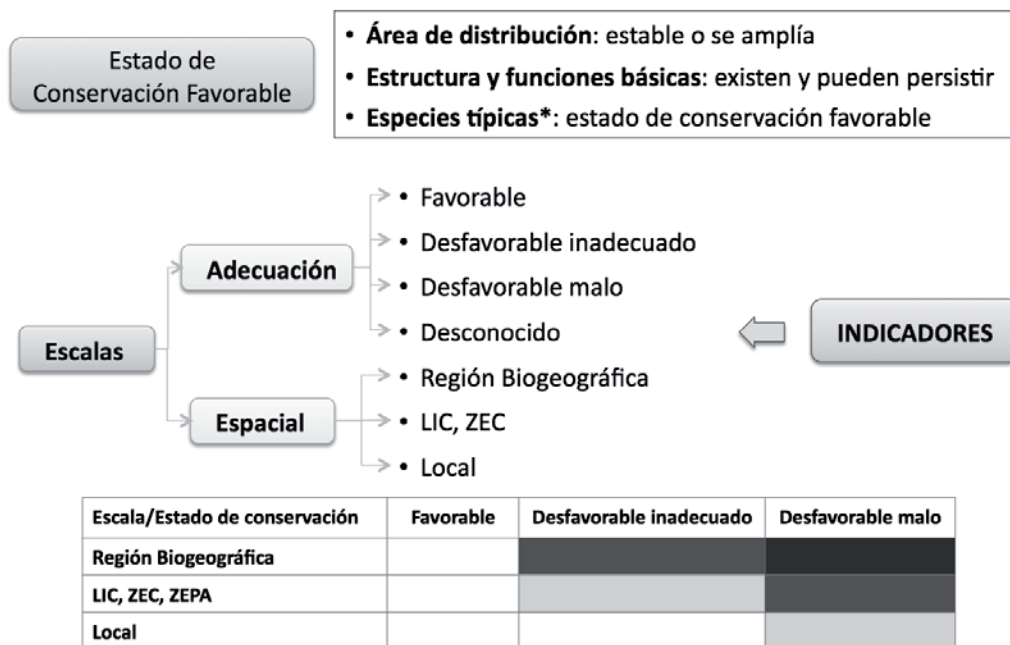 Estado de
Conservación Favorable
• Área de distribución: estable o se amplía
• Estructura y funciones básicas: existen y pueden persistir
• Especies típicas*: estado de conservación favorable
Escalas
Adecuación
• Favorable
• Desfavorable inadecuado
• Desfavorable malo
• Desconocido
INDICADORES
Espacial
• Región Biogeográfica
• LIC, ZEC
• Local
Escala/Estado de conservación Favorable Desfavorable inadecuado Desfavorable malo
Región Biogeográfica
LIC, ZEC, ZEPA
Local